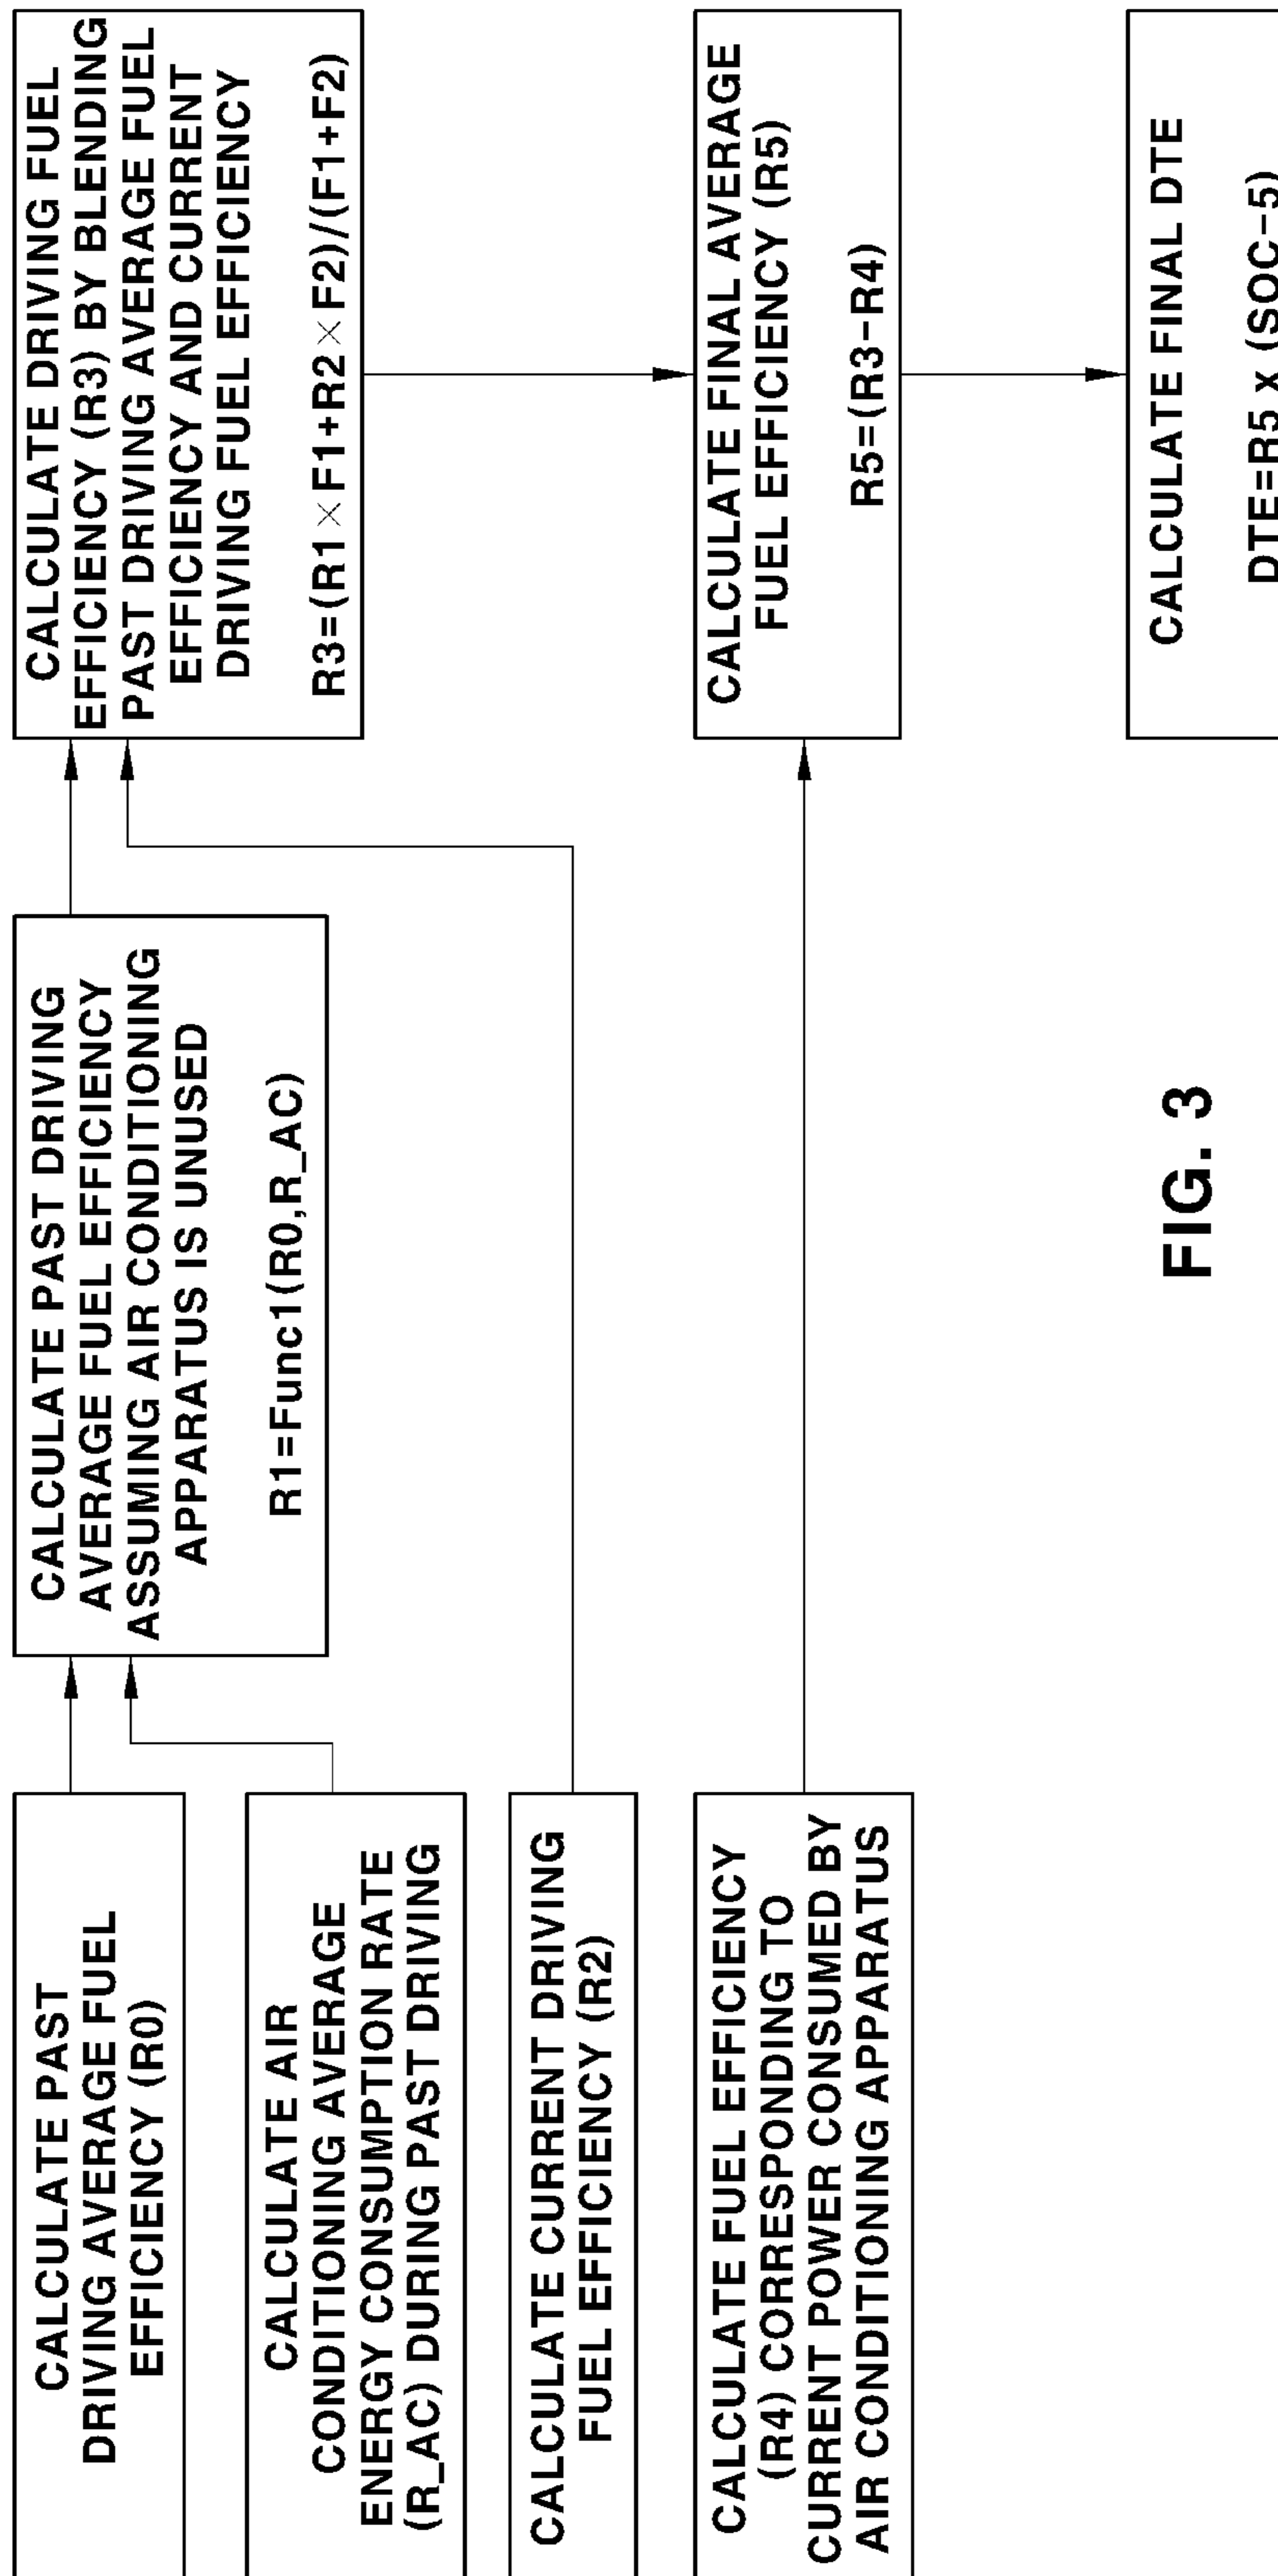 CALCULATE PAST
DRIVING AVERAGE FUEL
EFFICIENCY (R0)
CALCULATE AIR
CONDITIONING AVERAGE
ENERGY CONSUMPTION RATE
(R_AC) DURING PAST DRIVING
CALCULATE CURRENT DRIVING
FUEL EFFICIENCY (R2)
CALCULATE FUEL EFFICIENCY
(R4) CORRESPONDING TO
CURRENT POWER CONSUMED BY
AIR CONDITIONING APPARATUS
CALCULATE PAST DRIVING
AVERAGE FUEL EFFICIENCY
ASSUMING AIR CONDITIONING
APPARATUS IS UNUSED
R1=Func1(R0,R_AC)
CALCULATE DRIVING FUEL
EFFICIENCY (R3) BY BLENDING
PAST DRIVING AVERAGE FUEL
EFFICIENCY AND CURRENT
DRIVING FUEL EFFICIENCY
R3=(R1×F1+R2×F2)/(F1+F2)
CALCULATE FINAL AVERAGE
FUEL EFFICIENCY (R5)
R5=(R3-R4)
CALCULATE FINAL DTE
DTE=R5 x (SOC-5)
FIG. 3